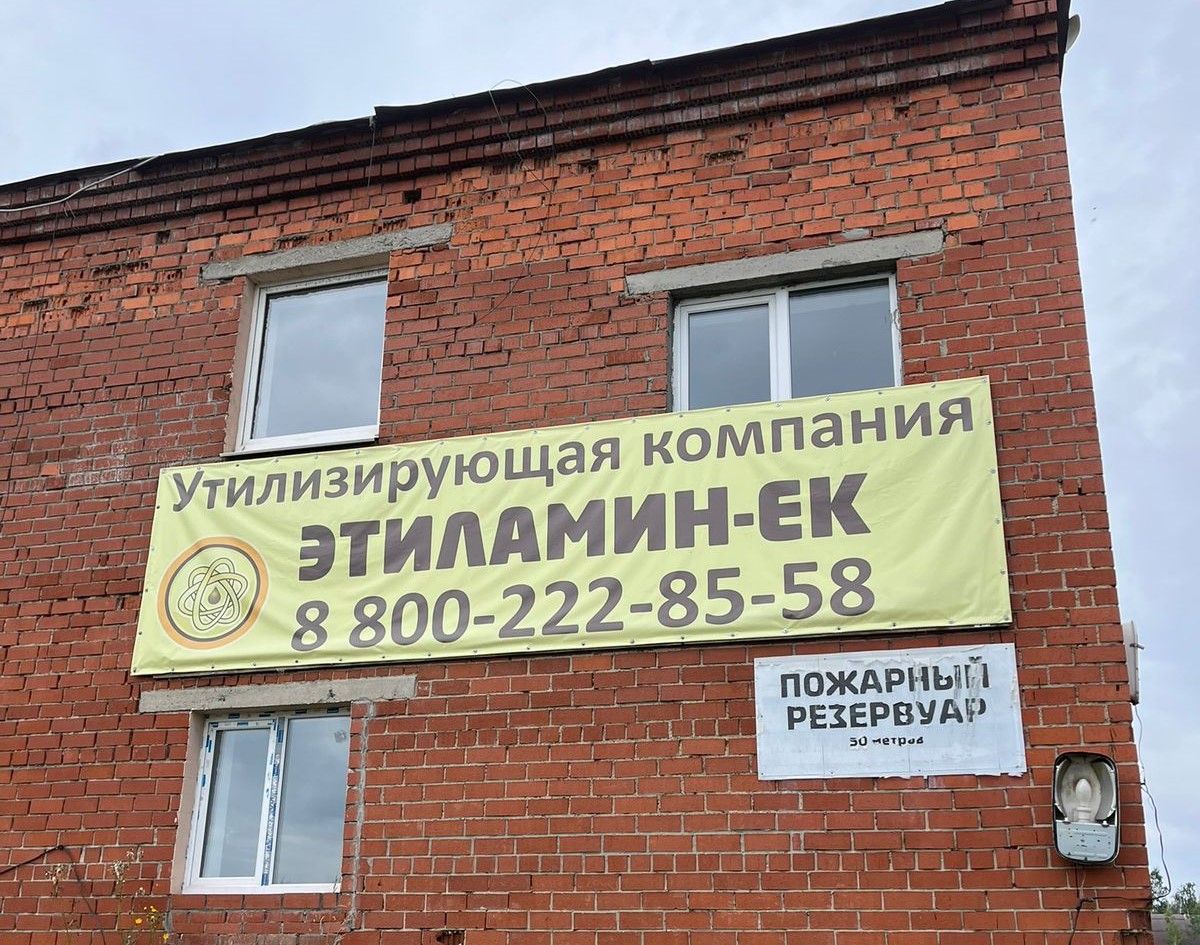 Утилизирующая компания
ЭТИЛАМИН-ЕК
8 800-222-85-58
ПОЖАРНЫЙ
РЕЗЕРВУАР
50 метров